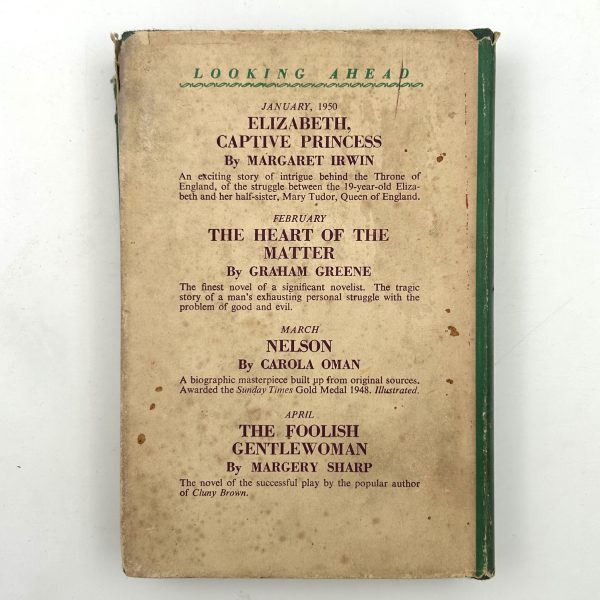 LOOKING AHEAD
JANUARY, 1950
ELIZABETH,
CAPTIVE PRINCESS
By MARGARET IRWIN
An exciting story of intrigue behind the Throne of
England, of the struggle between the 19-year-old Eliza-
beth and her half-sister, Mary Tudor, Queen of England.
FEBRUARY
THE HEART OF THE
MATTER
By GRAHAM GREENE
The finest novel of a significant novelist. The tragic
story of a man's exhausting personal struggle with the
problem of good and evil.
MARCH
NELSON
By CAROLA OMAN
A biographic masterpiece built up from original sources.
Awarded the Sunday Times Gold Medal 1948. Illustrated.
APRIL
THE FOOLISH
GENTLEWOMAN
By MARGERY SHARP
The novel of the successful play by the popular author
of Cluny Brown.